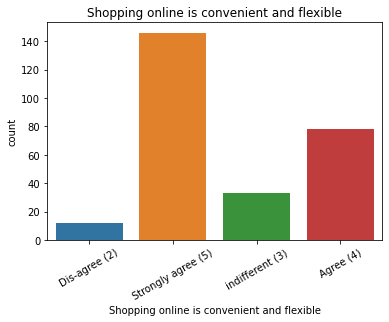 Shopping online is convenient and flexible
count
140
120
100
80
60
40
20
0
Dis-agree (2)
Strongly agree (5)
indifferent (3)
Agree (4)
Shopping online is convenient and flexible